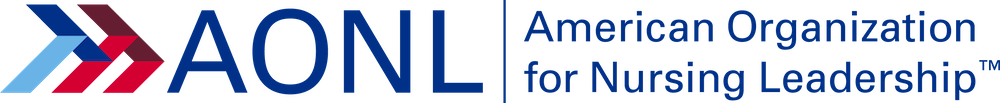 AONL
American Organization
for Nursing Leadership™